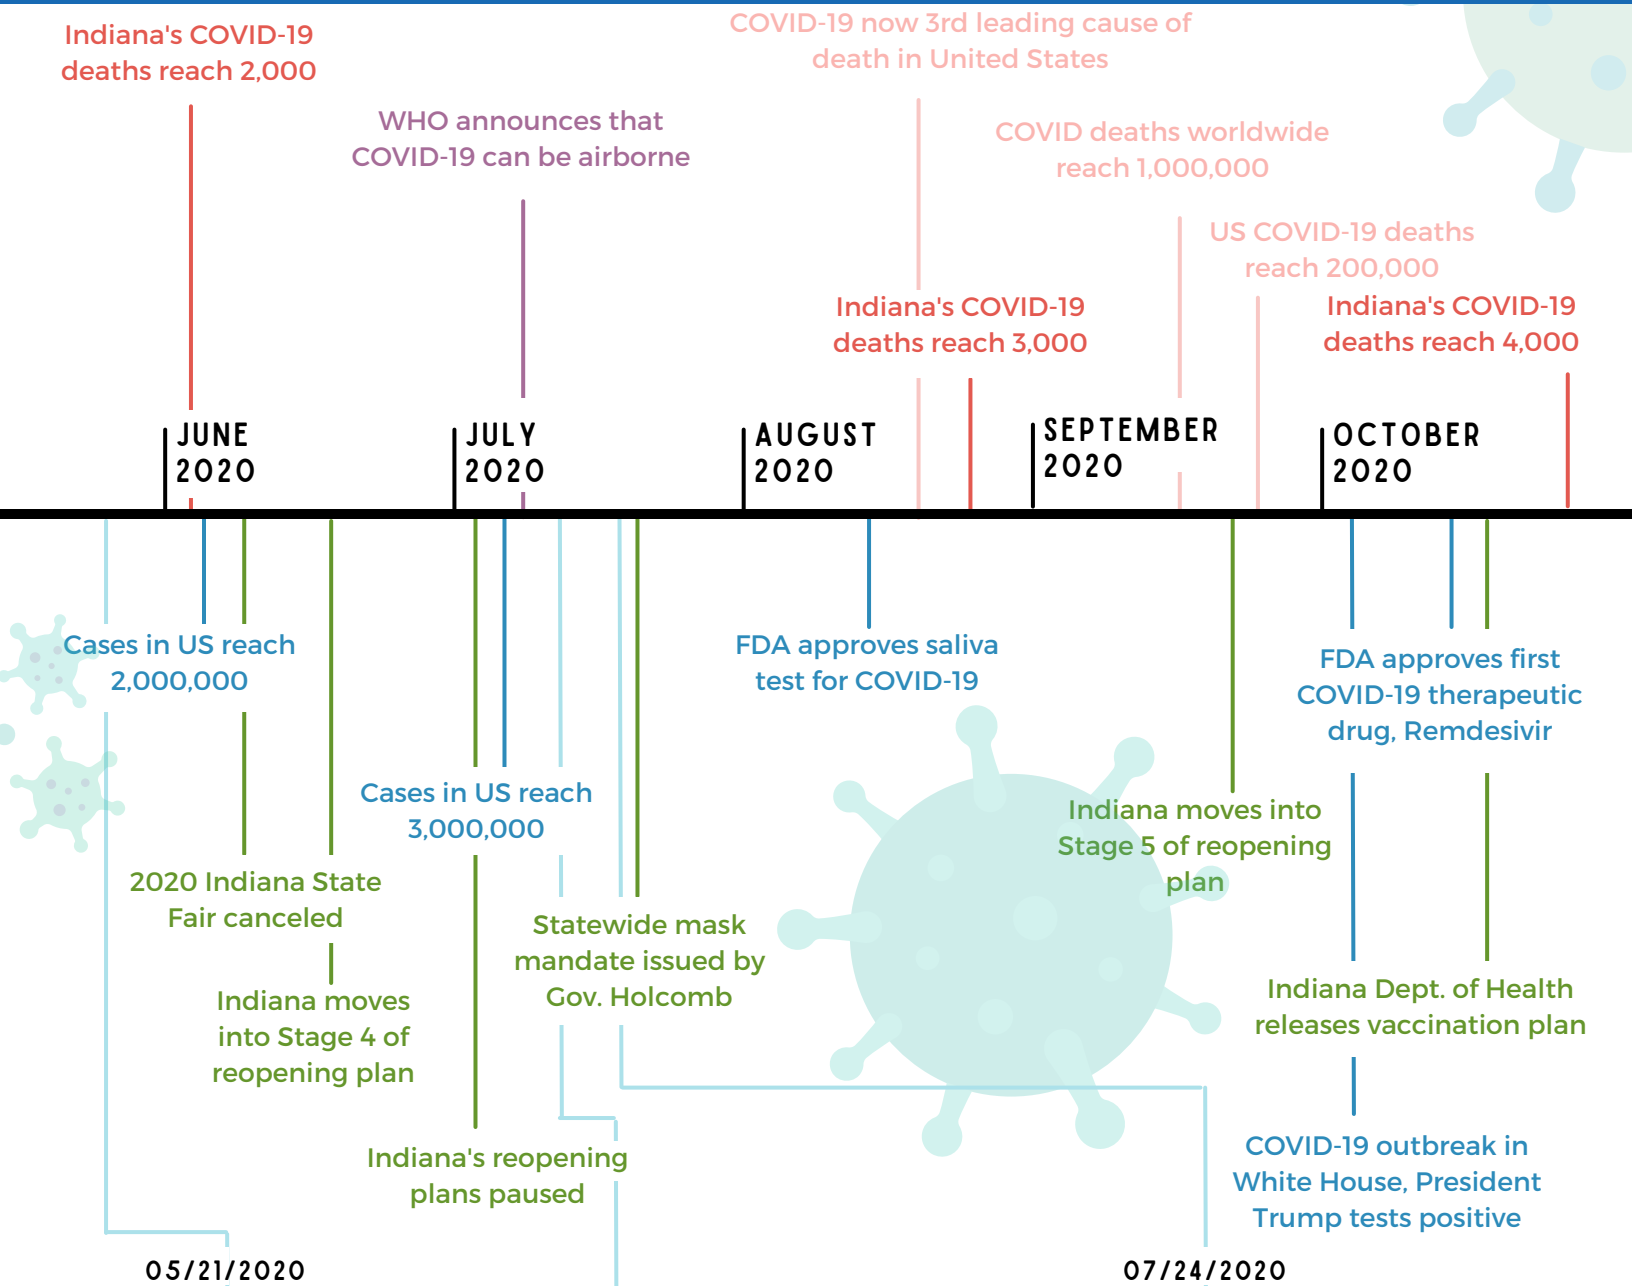 Indiana's COVID-19
deaths reach 2,000
COVID-19 now 3rd leading cause of
death in United States
WHO announces that
COVID-19 can be airborne
COVID deaths worldwide
reach 1,000,000
US COVID-19 deaths
reach 200,000
Indiana's COVID-19
deaths reach 3,000
Indiana's COVID-19
deaths reach 4,000
JUNE
2020
JULY
2020
AUGUST
2020
SEPTEMBER
2020
OCTOBER
2020
Cases in US reach
2,000,000
FDA approves saliva
test for COVID-19
FDA approves first
COVID-19 therapeutic
drug, Remdesivir
Cases in US reach
3,000,000
Indiana moves into
Stage 5 of reopening
plan
2020 Indiana State
Fair canceled
Statewide mask
mandate issued by
Gov. Holcomb
Indiana moves
into Stage 4 of
reopening plan
Indiana Dept. of Health
releases vaccination plan
Indiana's reopening
plans paused
COVID-19 outbreak in
White House, President
Trump tests positive
05/21/2020
07/24/2020